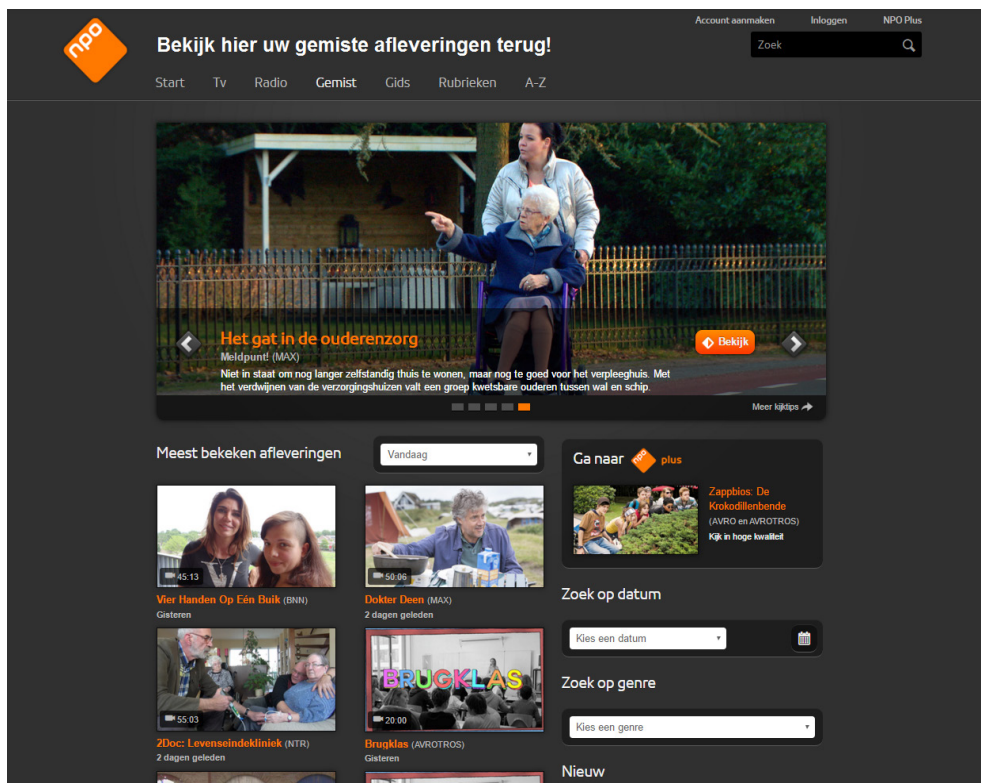 Account aanmaken Inloggen NPO Plus
npo
Bekijk hier uw gemiste afleveringen terug!
Zoek
Start Tv Radio Gemist Gids Rubrieken A-Z
Het gat in de ouderenzorg
Meldpunt! (MAX)
Bekijk
Niet in staat om nog langer zelfstandig thuis te wonen, maar nog te goed voor het verpleeghuis. Met
het verdwijnen van de verzorgingshuizen valt een groep kwetsbare ouderen tussen wal en schip.
Meer kijktips
Meest bekeken afleveringen
Vandaag
45:13
Vier Handen Op Eén Buik (BNN)
Gisteren
50:06
Dokter Deen (MAX)
2 dagen geleden
55:03
2Doc: Levenseindekliniek (NTR)
2 dagen geleden
BRUGKLAS
20:00
Brugklas (AVROTROS)
Gisteren
Ga naar npo plus
Zappbios: De
Krokodillenbende
(AVRO en AVROTROS)
Kijk in hoge kwaliteit
Zoek op datum
Kies een datum
Zoek op genre
Kies een genre
Nieuw